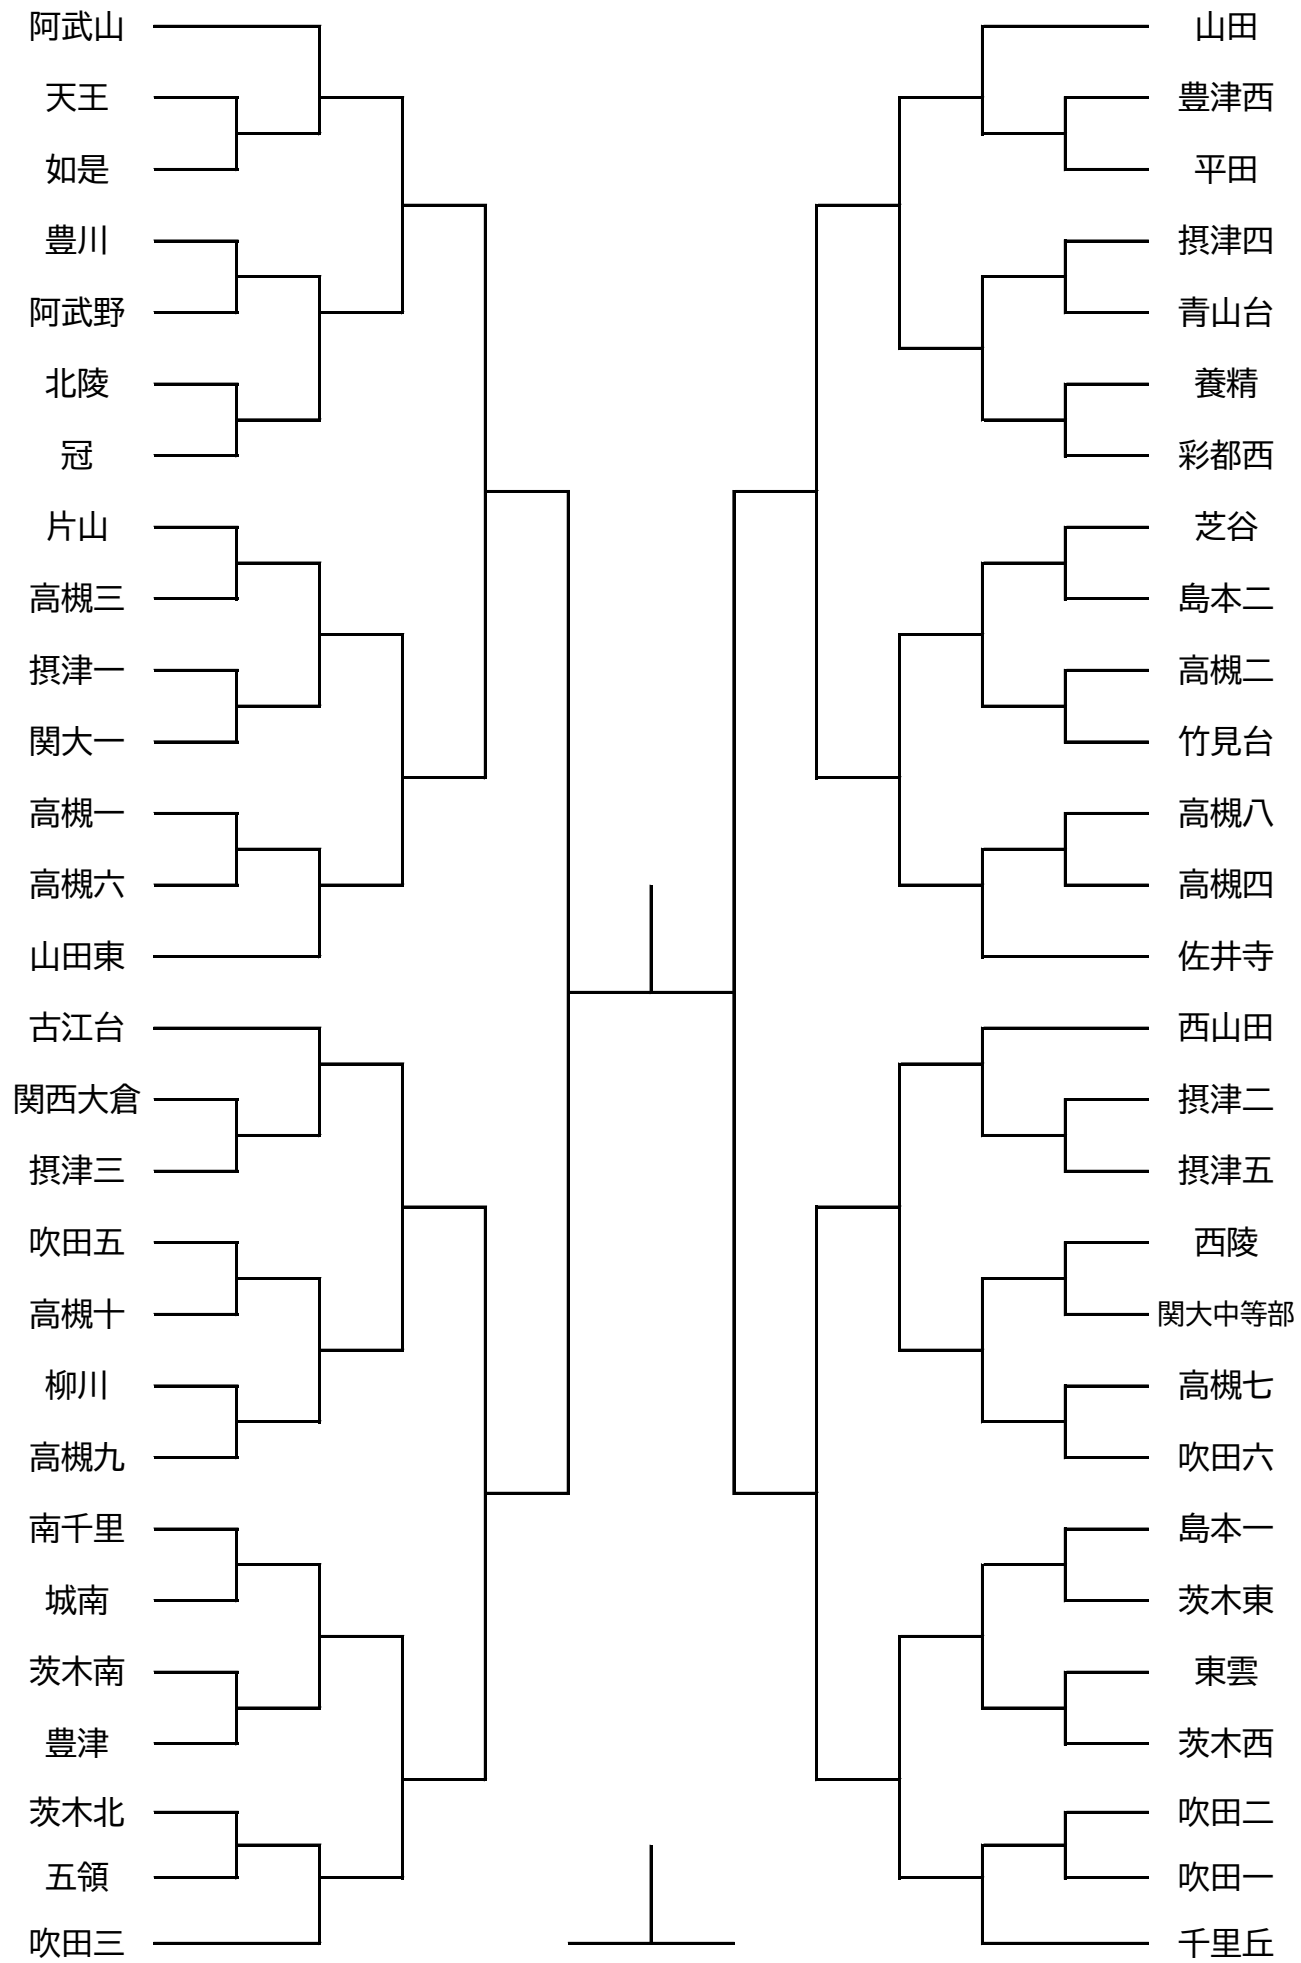 阿武山
天王
如是
豊川
阿武野
北陵
冠
片山
高槻三
摂津一
関大一
高槻一
高槻六
山田東
古江台
関西大倉
摂津三
吹田五
高槻十
柳川
高槻九
南千里
城南
茨木南
豊津
茨木北
五領
吹田三
山田
豊津西
平田
摂津四
青山台
養精
彩都西
芝谷
島本二
高槻二
竹見台
高槻八
高槻四
佐井寺
西山田
摂津二
摂津五
西陵
関大中等部
高槻七
吹田六
島本一
茨木東
東雲
茨木西
吹田二
吹田一
千里丘